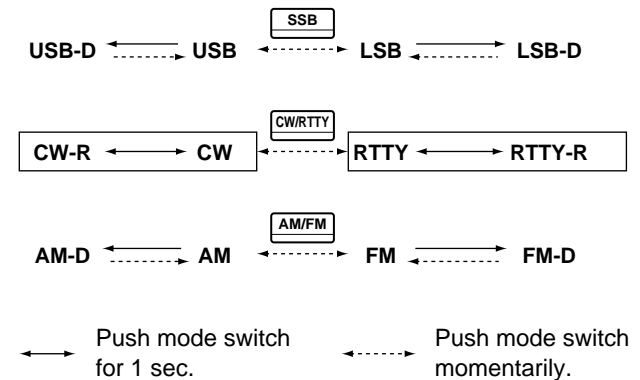 SSB
USB-D USB LSB LSB-D
CW/RTTY
CW-R CW RTTY RTTY-R
AM/FM
AM-D AM FM FM-D
Push mode switch for 1 sec.
Push mode switch momentarily.